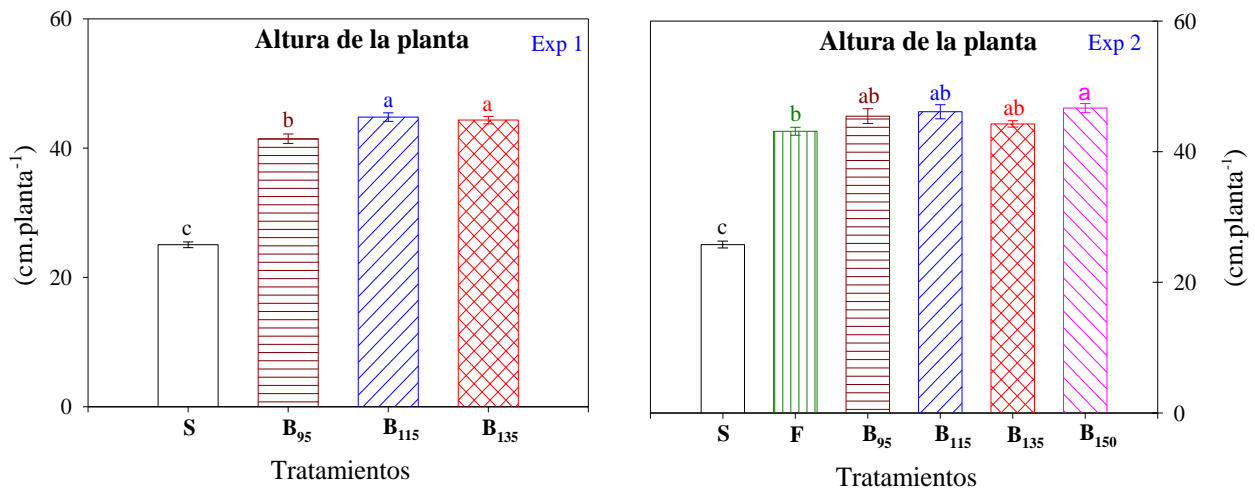 Altura de la planta
Exp 1
(cm.planta⁻¹)
60
40
20
0
c
b
a
a
S
B₉₅
B₁₁₅
B₁₃₅
Tratamientos
Altura de la planta
Exp 2
c
b
ab
ab
ab
a
S
F
B₉₅
B₁₁₅
B₁₃₅
B₁₅₀
Tratamientos
60
40
20
0
(cm.planta⁻¹)